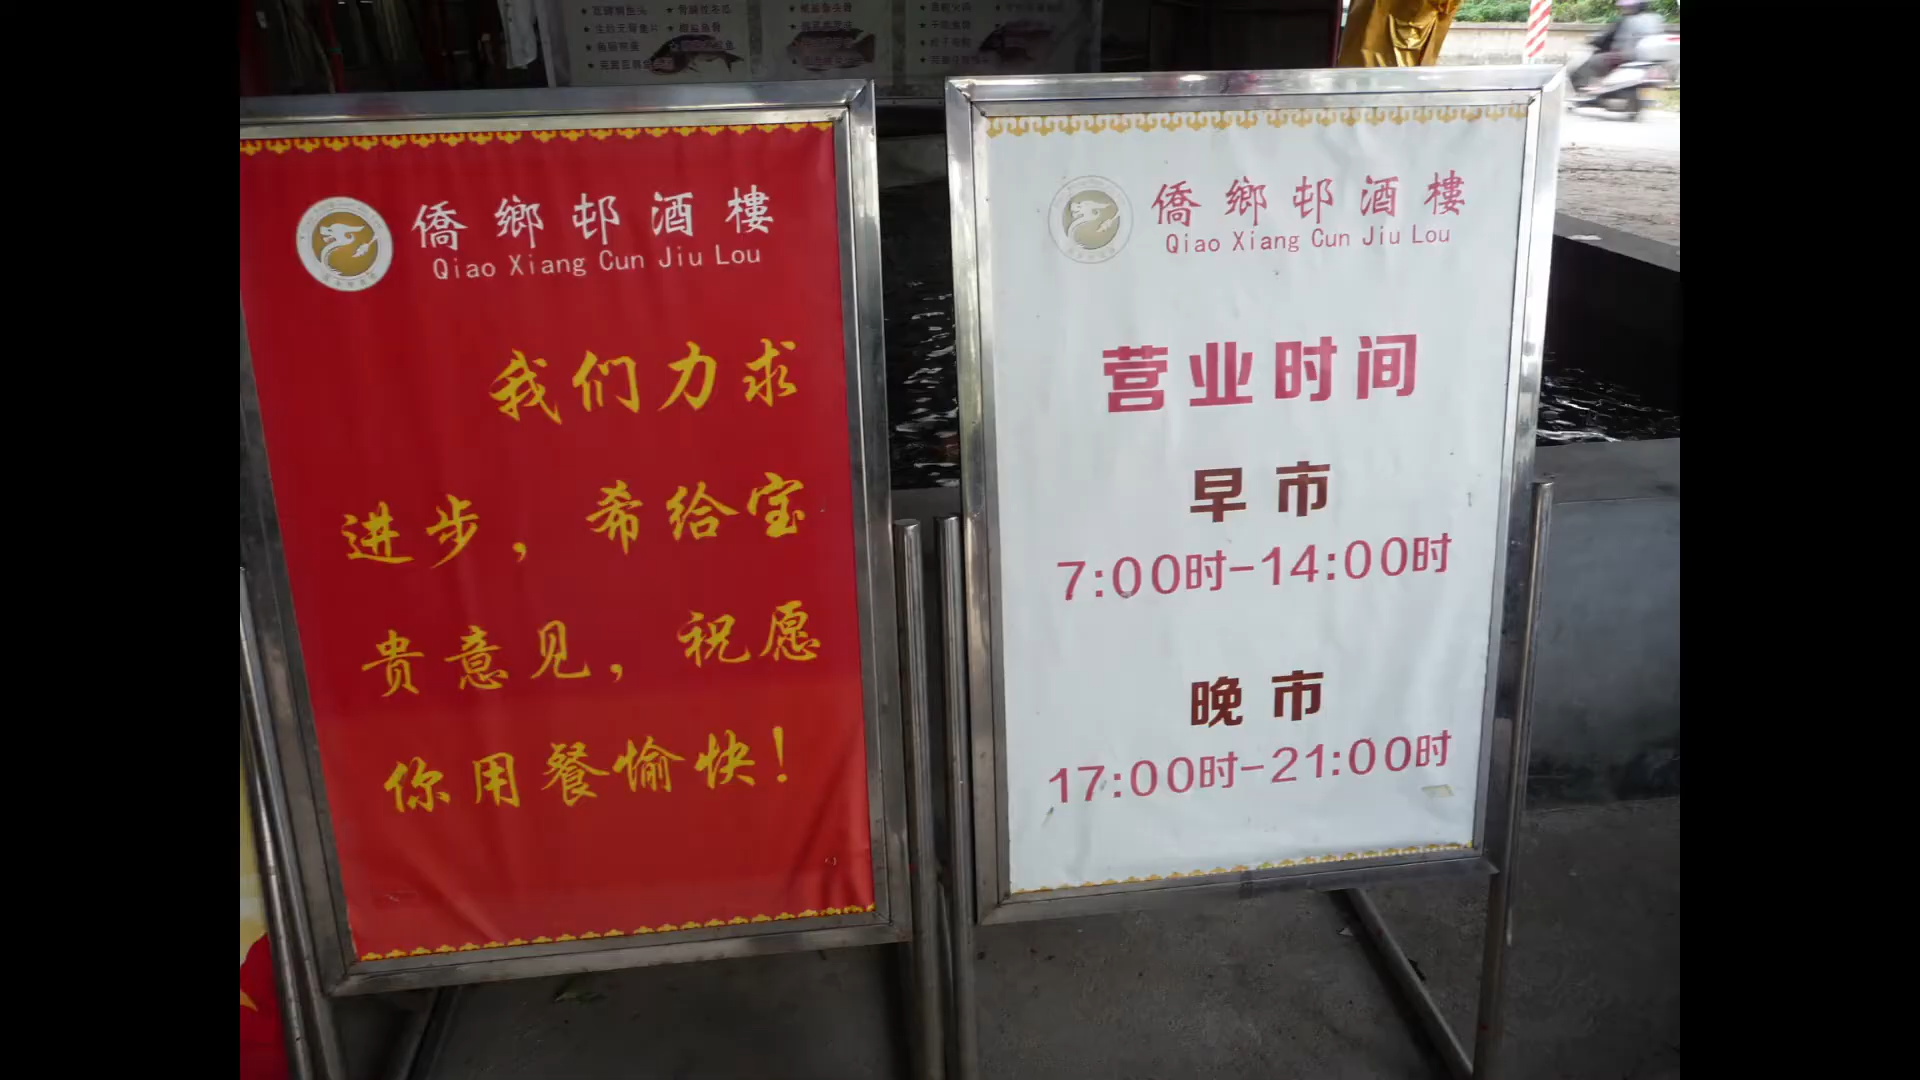 僑鄉邨酒樓
Qiao Xiang Cun Jiu Lou
我们力求
进步，希给宝
贵意见，祝愿
你用餐愉快！
僑鄉邨酒樓
Qiao Xiang Cun Jiu Lou
营业时间
早市
7:00时-14:00时
晚市
17:00时-21:00时